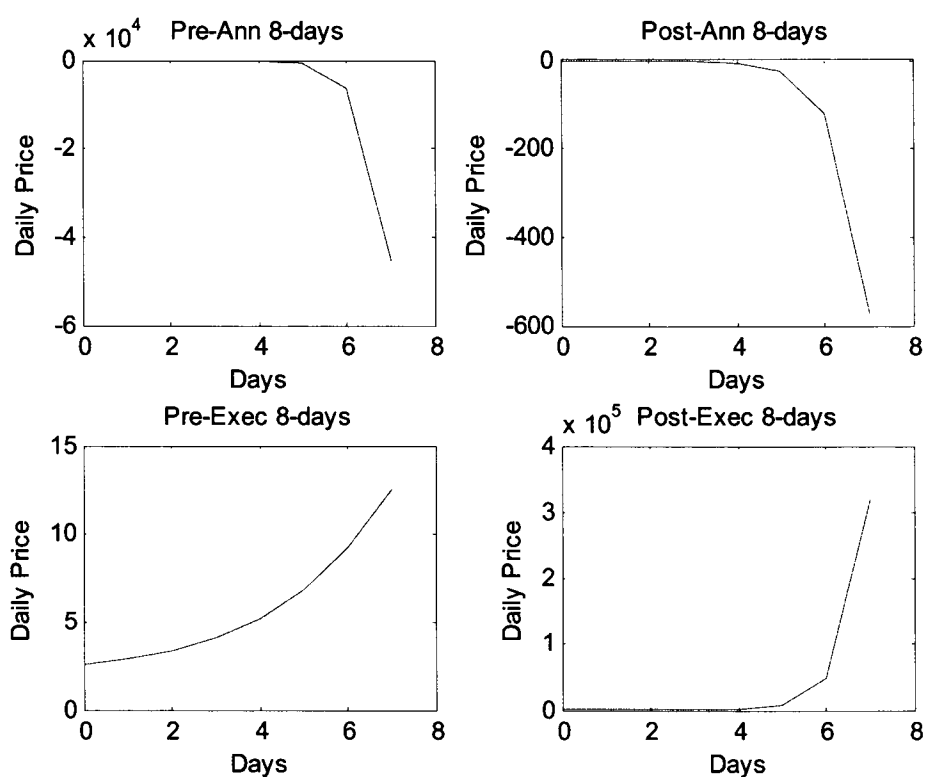 x 10^4 Pre-Ann 8-days
0
-2
-4
-6
Daily Price
0 2 4 6 8
Days
Post-Ann 8-days
0
-200
-400
-600
Daily Price
0 2 4 6 8
Days
Pre-Exec 8-days
15
10
5
0
Daily Price
0 2 4 6 8
Days
x 10^5 Post-Exec 8-days
4
3
2
1
0
Daily Price
0 2 4 6 8
Days